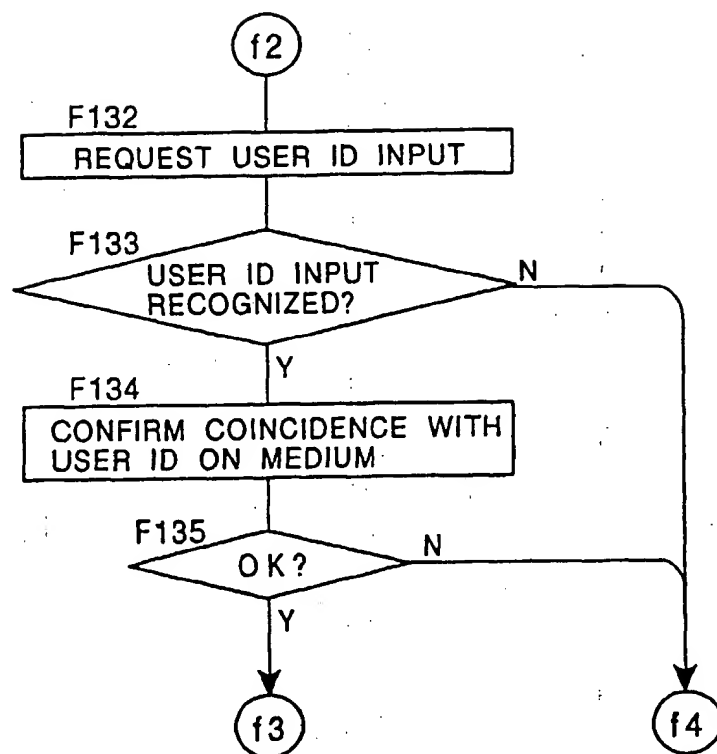 f2
F132
REQUEST USER ID INPUT
F133
USER ID INPUT
RECOGNIZED?
N
Y
F134
CONFIRM COINCIDENCE WITH
USER ID ON MEDIUM
F135
OK?
N
Y
f3
f4